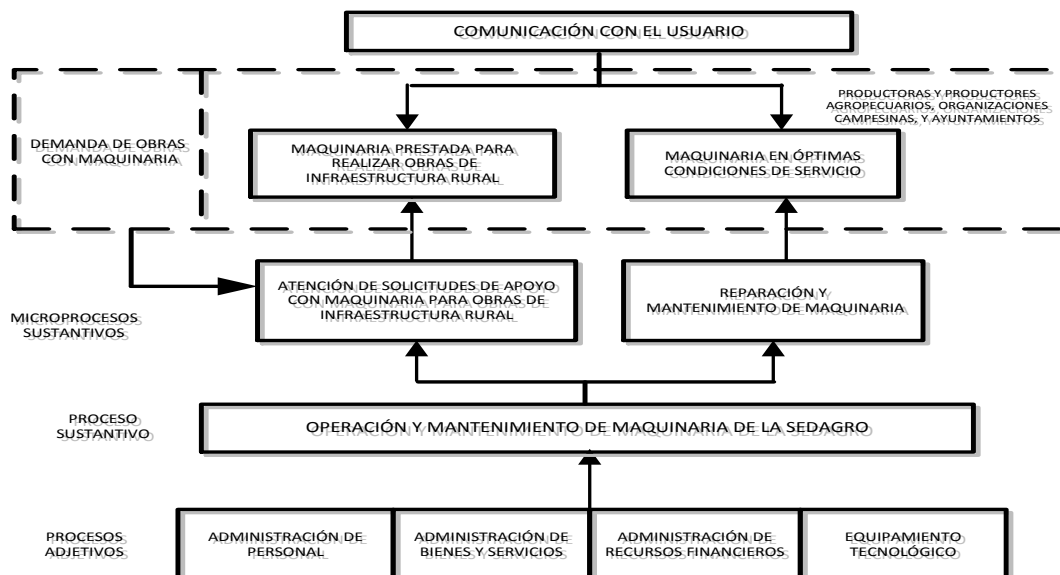 COMUNICACIÓN CON EL USUARIO
PRODUCTORAS Y PRODUCTORES
AGROPECUARIOS, ORGANIZACIONES
CAMPESINAS, Y AYUNTAMIENTOS
DEMANDA DE OBRAS
CON MAQUINARIA
MAQUINARIA PRESTADA PARA
REALIZAR OBRAS DE
INFRAESTRUCTURA RURAL
MAQUINARIA EN ÓPTIMAS
CONDICIONES DE SERVICIO
MICROPROCESOS
SUSTANTIVOS
ATENCIÓN DE SOLICITUDES DE APOYO
CON MAQUINARIA PARA OBRAS DE
INFRAESTRUCTURA RURAL
REPARACIÓN Y
MANTENIMIENTO DE MAQUINARIA
PROCESO
SUSTANTIVO
OPERACIÓN Y MANTENIMIENTO DE MAQUINARIA DE LA SEDAGRO
PROCESOS
ADJETIVOS
ADMINISTRACIÓN DE
PERSONAL
ADMINISTRACIÓN DE
BIENES Y SERVICIOS
ADMINISTRACIÓN DE
RECURSOS FINANCIEROS
EQUIPAMIENTO
TECNOLÓGICO